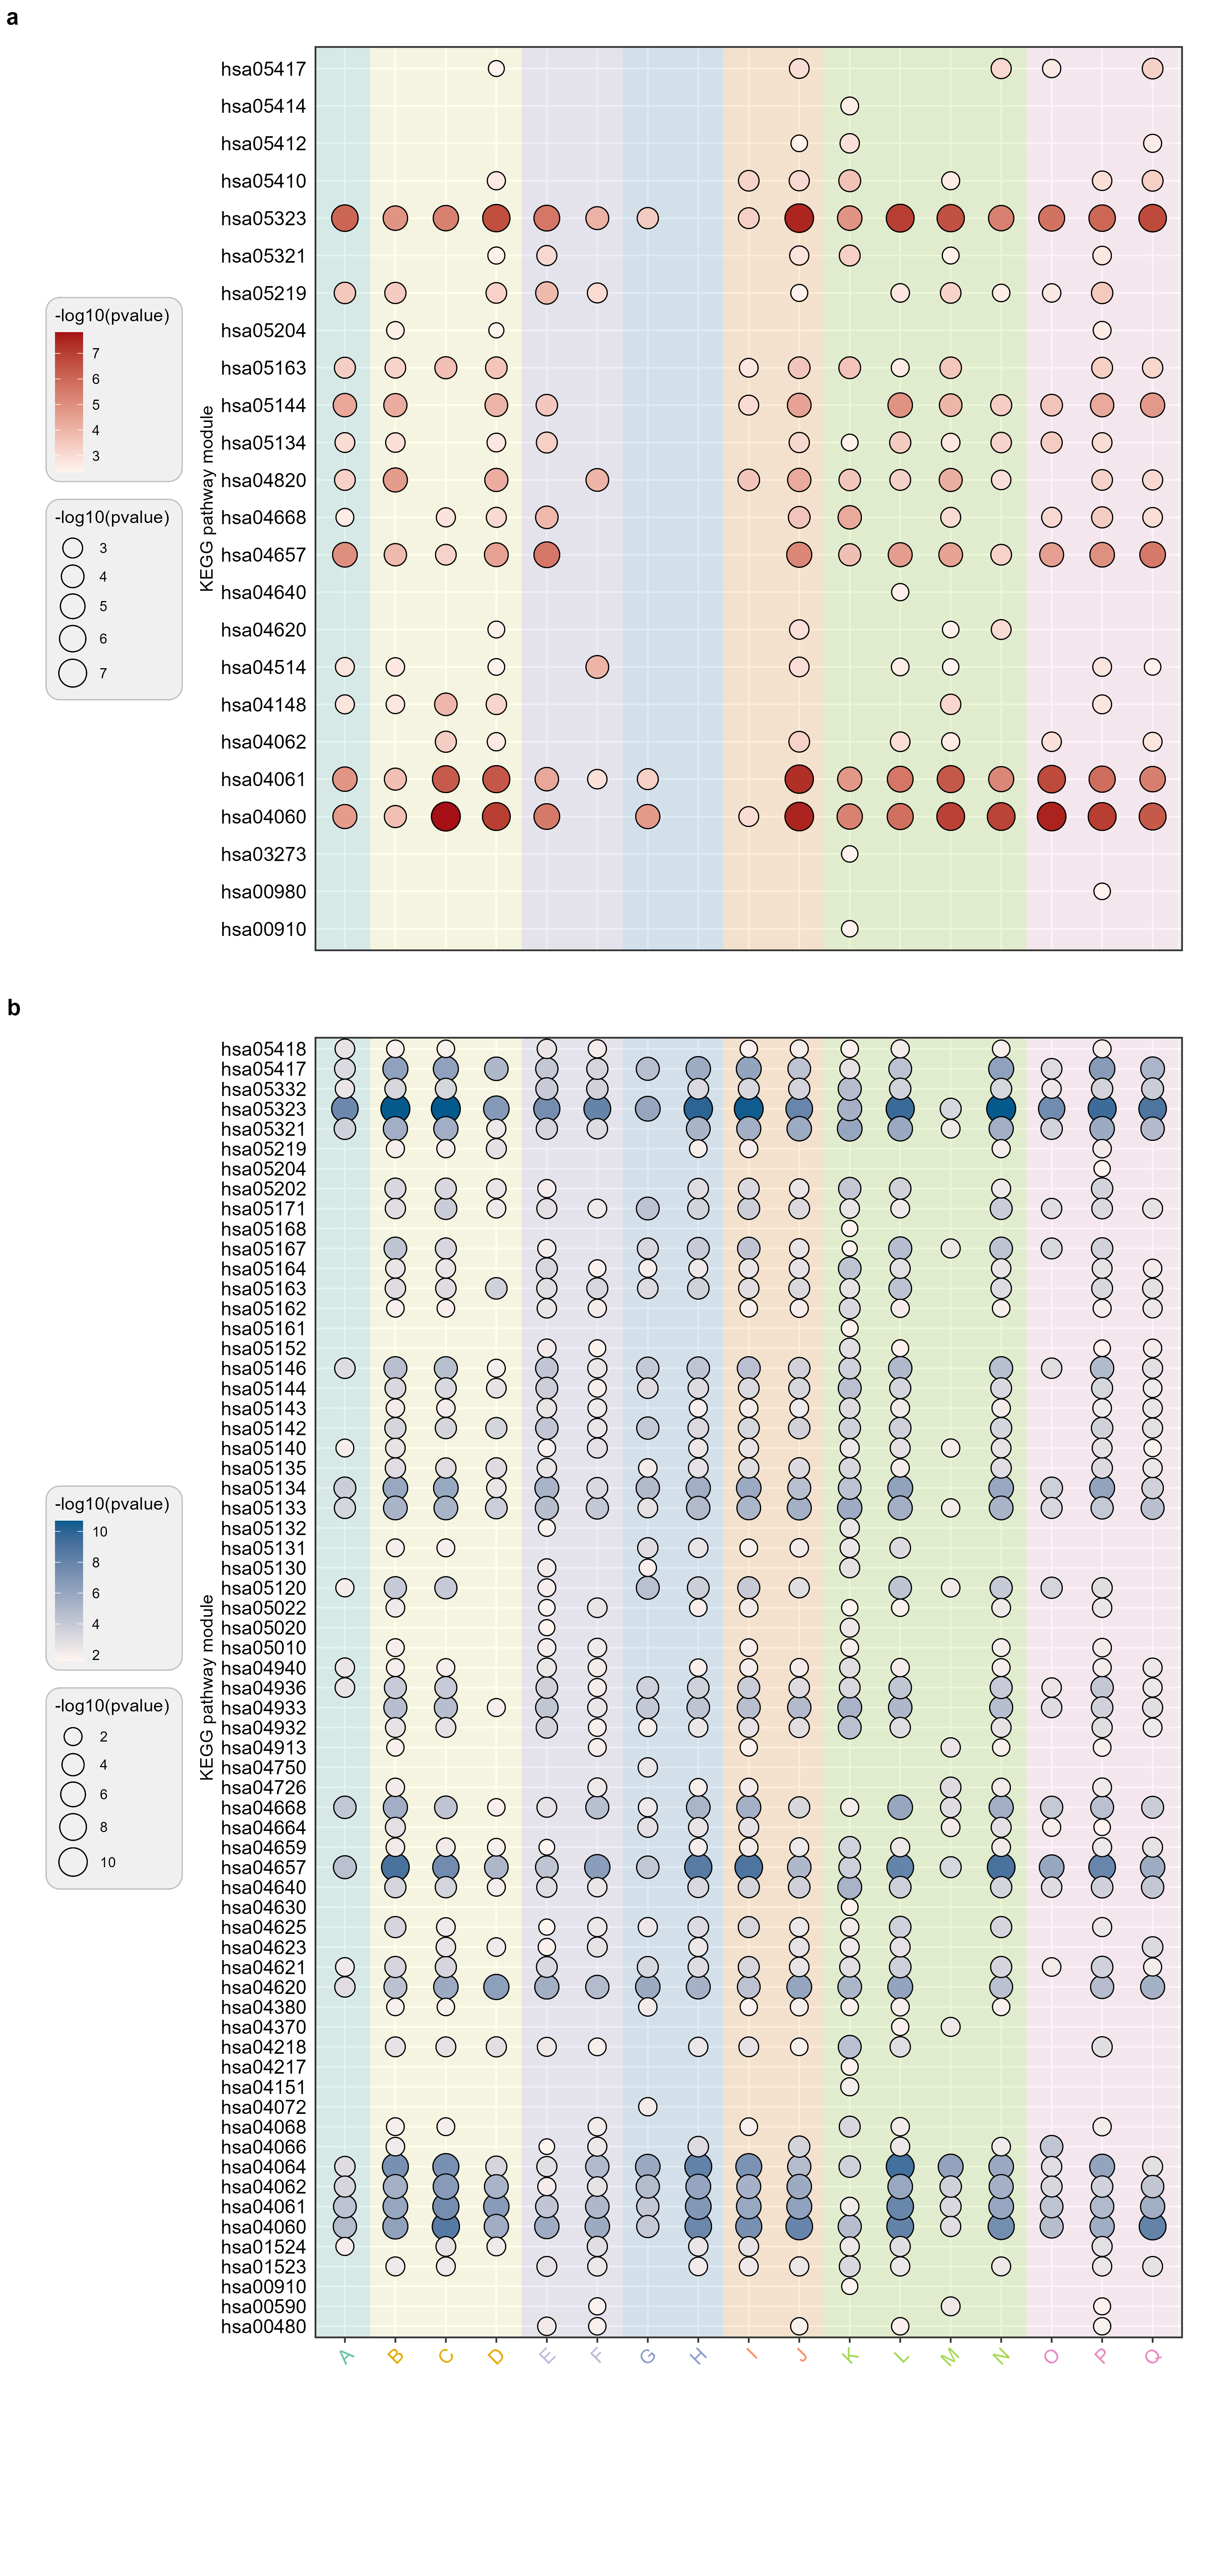 a
hsa05417
hsa05414
hsa05412
hsa05410
hsa05323
hsa05321
hsa05219
hsa05204
hsa05163
hsa05144
hsa05134
hsa04820
hsa04668
hsa04657
hsa04640
hsa04620
hsa04514
hsa04148
hsa04062
hsa04061
hsa04060
hsa03273
hsa00980
hsa00910
KEGG pathway module
-log10(pvalue)
7
6
5
4
3
-log10(pvalue)
3
4
5
6
7
b
hsa05418
hsa05417
hsa05332
hsa05323
hsa05321
hsa05219
hsa05204
hsa05202
hsa05171
hsa05168
hsa05167
hsa05164
hsa05163
hsa05162
hsa05161
hsa05152
hsa05146
hsa05144
hsa05143
hsa05142
hsa05140
hsa05135
hsa05134
hsa05133
hsa05132
hsa05131
hsa05130
hsa05120
hsa05022
hsa05020
hsa05010
hsa04940
hsa04936
hsa04933
hsa04932
hsa04913
hsa04750
hsa04726
hsa04668
hsa04664
hsa04659
hsa04657
hsa04640
hsa04630
hsa04625
hsa04623
hsa04621
hsa04620
hsa04380
hsa04370
hsa04218
hsa04217
hsa04151
hsa04072
hsa04068
hsa04066
hsa04064
hsa04062
hsa04061
hsa04060
hsa01524
hsa01523
hsa00910
hsa00590
hsa00480
KEGG pathway module
-log10(pvalue)
10
8
6
4
2
-log10(pvalue)
2
4
6
8
10
A B C D E F G H I J K L M N O P Q